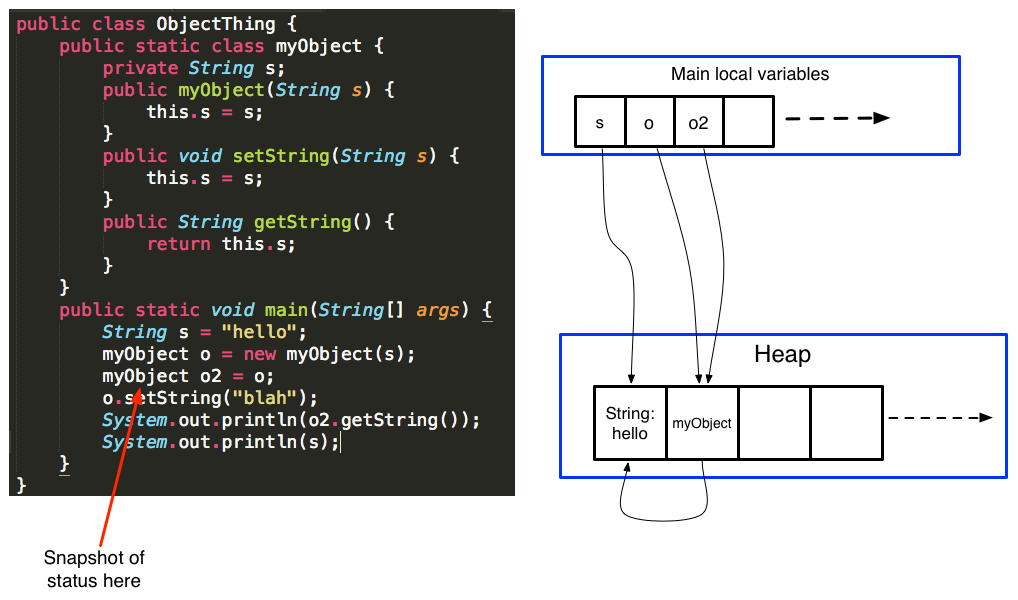 public class ObjectThing {
    public static class myObject {
        private String s;
        public myObject(String s) {
            this.s = s;
        }
        public void setString(String s) {
            this.s = s;
        }
        public String getString() {
            return this.s;
        }
    }
    public static void main(String[] args) {
        String s = "hello";
        myObject o = new myObject(s);
        myObject o2 = o;
        o.setString("blah");
        System.out.println(o2.getString());
        System.out.println(s);
    }
}
Snapshot of
status here
Main local variables
s o o2
Heap
String:
hello
myObject